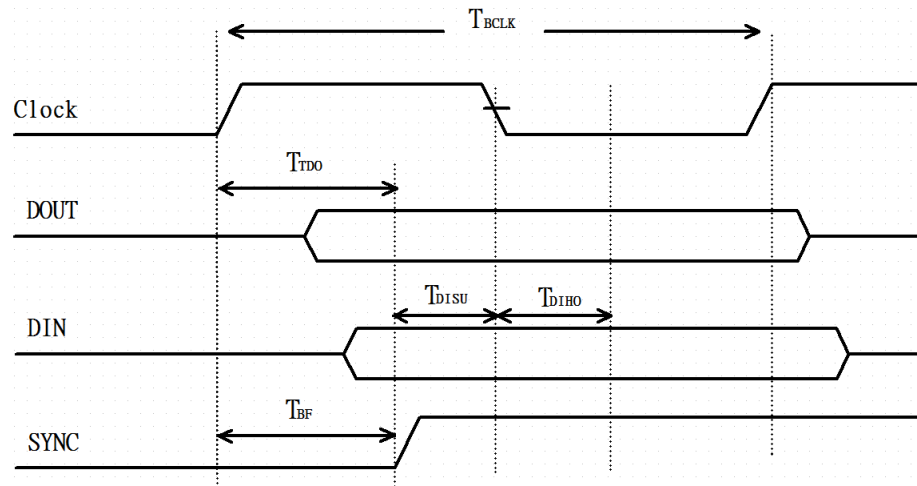 TBCLK
Clock
TTDO
DOUT
TDISU TDIHO
DIN
TBF
SYNC